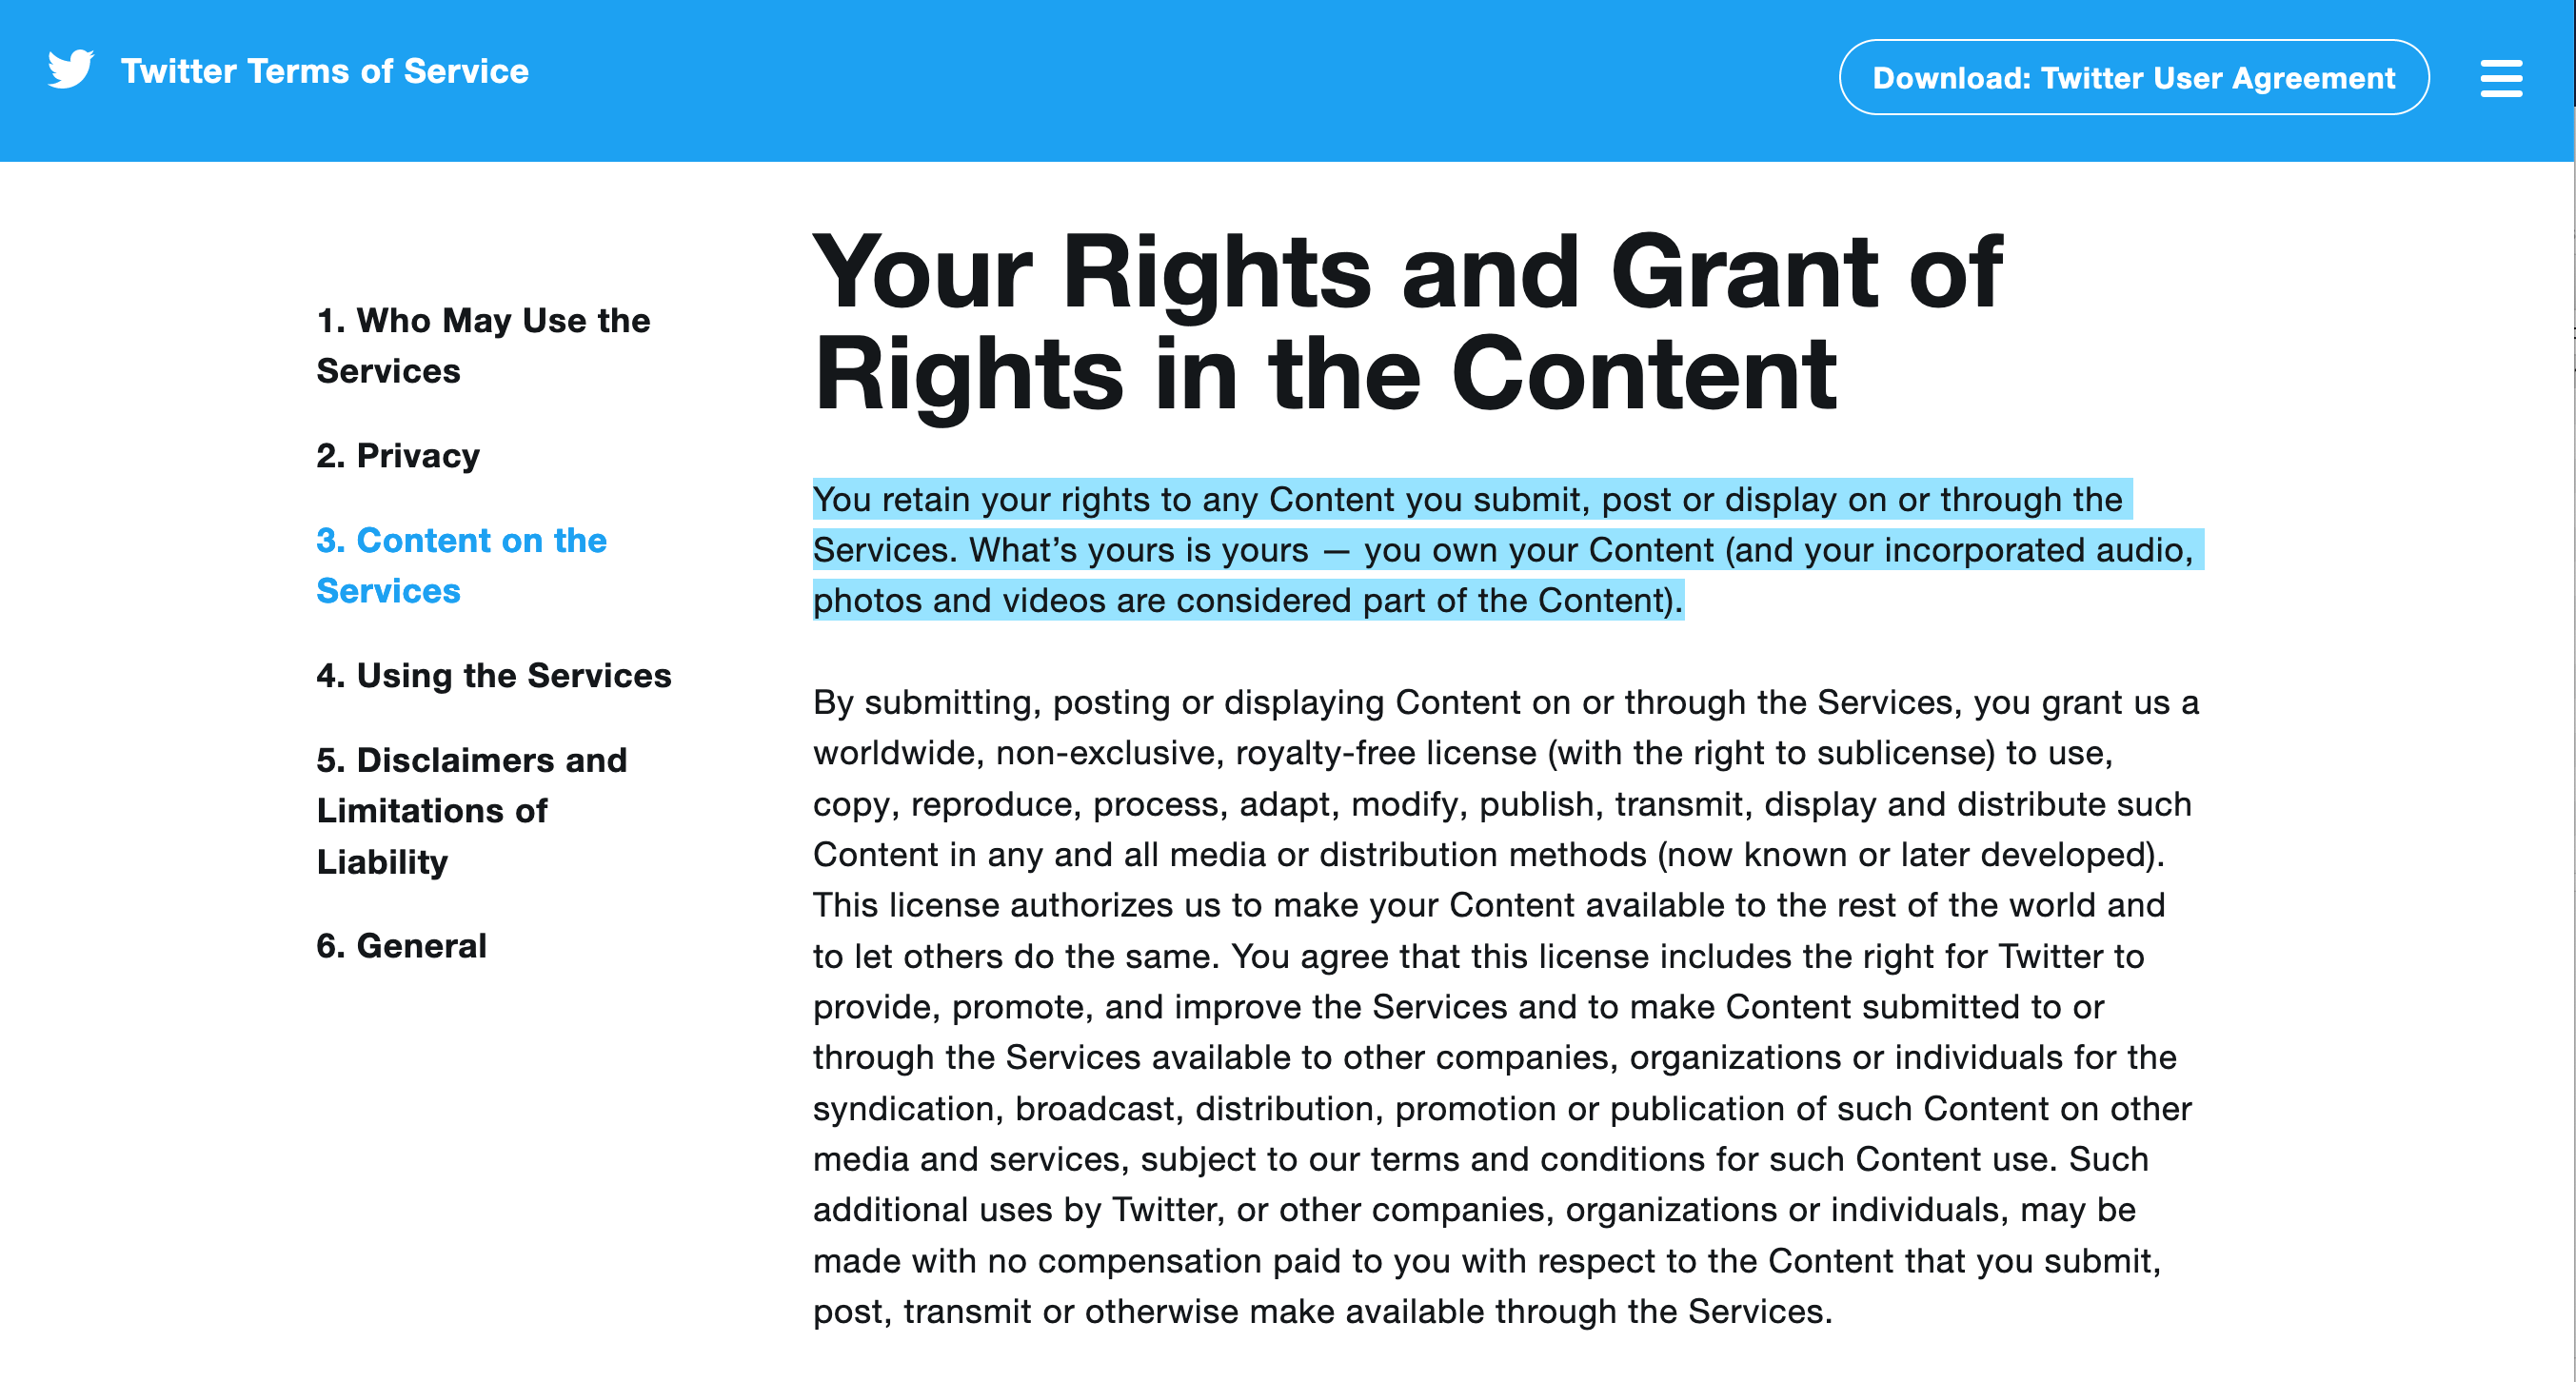 Twitter Terms of Service
Download: Twitter User Agreement
1. Who May Use the
Services
2. Privacy
3. Content on the
Services
4. Using the Services
5. Disclaimers and
Limitations of
Liability
6. General
Your Rights and Grant of
Rights in the Content
You retain your rights to any Content you submit, post or display on or through the
Services. What’s yours is yours — you own your Content (and your incorporated audio,
photos and videos are considered part of the Content).
By submitting, posting or displaying Content on or through the Services, you grant us a
worldwide, non-exclusive, royalty-free license (with the right to sublicense) to use,
copy, reproduce, process, adapt, modify, publish, transmit, display and distribute such
Content in any and all media or distribution methods (now known or later developed).
This license authorizes us to make your Content available to the rest of the world and
to let others do the same. You agree that this license includes the right for Twitter to
provide, promote, and improve the Services and to make Content submitted to or
through the Services available to other companies, organizations or individuals for the
syndication, broadcast, distribution, promotion or publication of such Content on other
media and services, subject to our terms and conditions for such Content use. Such
additional uses by Twitter, or other companies, organizations or individuals, may be
made with no compensation paid to you with respect to the Content that you submit,
post, transmit or otherwise make available through the Services.